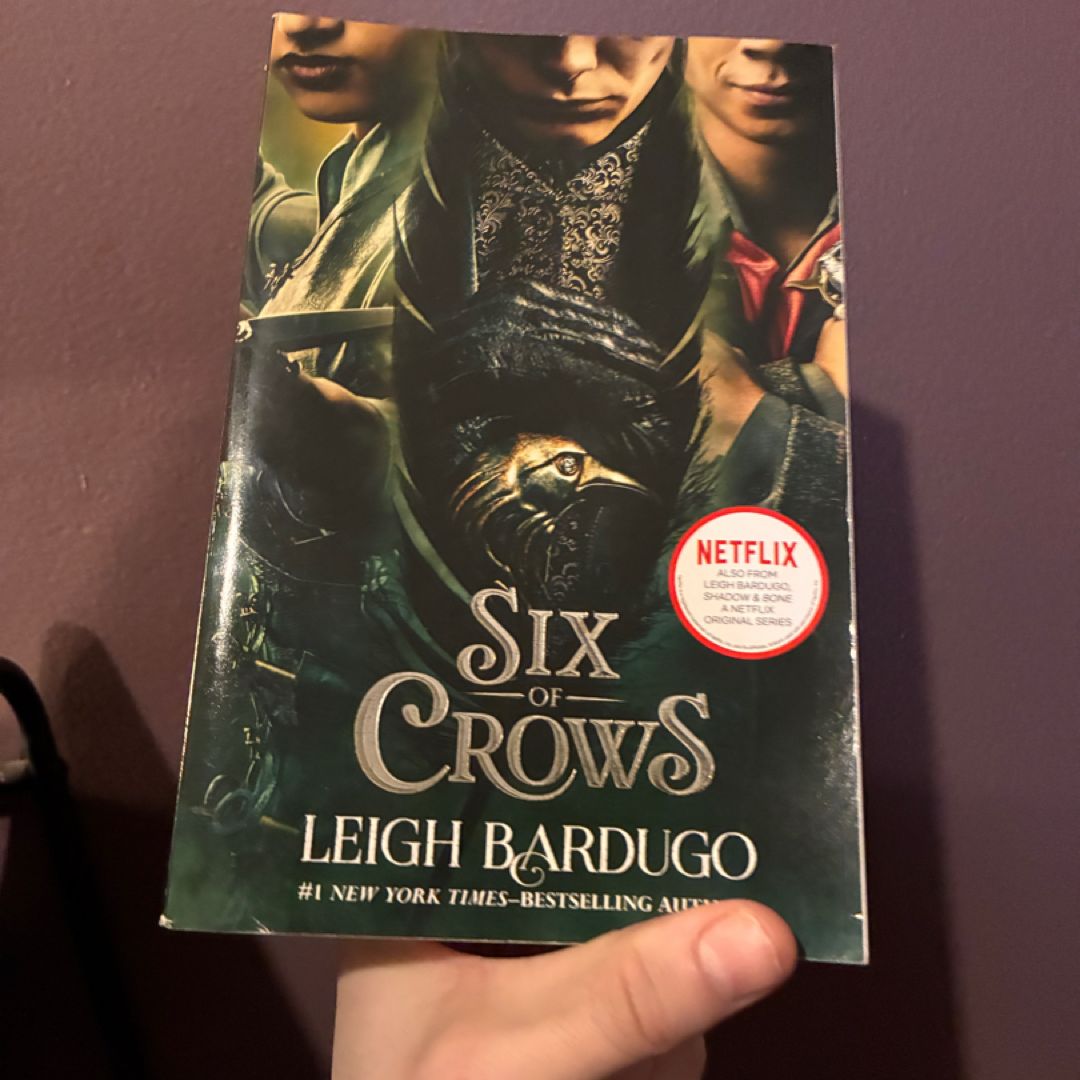 NETFLIX
ALSO FROM
LEIGH BARDUGO,
SHADOW & BONE
A NETFLIX
ORIGINAL SERIES
SIX
OF
CROWS
LEIGH BARDUGO
#1 NEW YORK TIMES–BESTSELLING